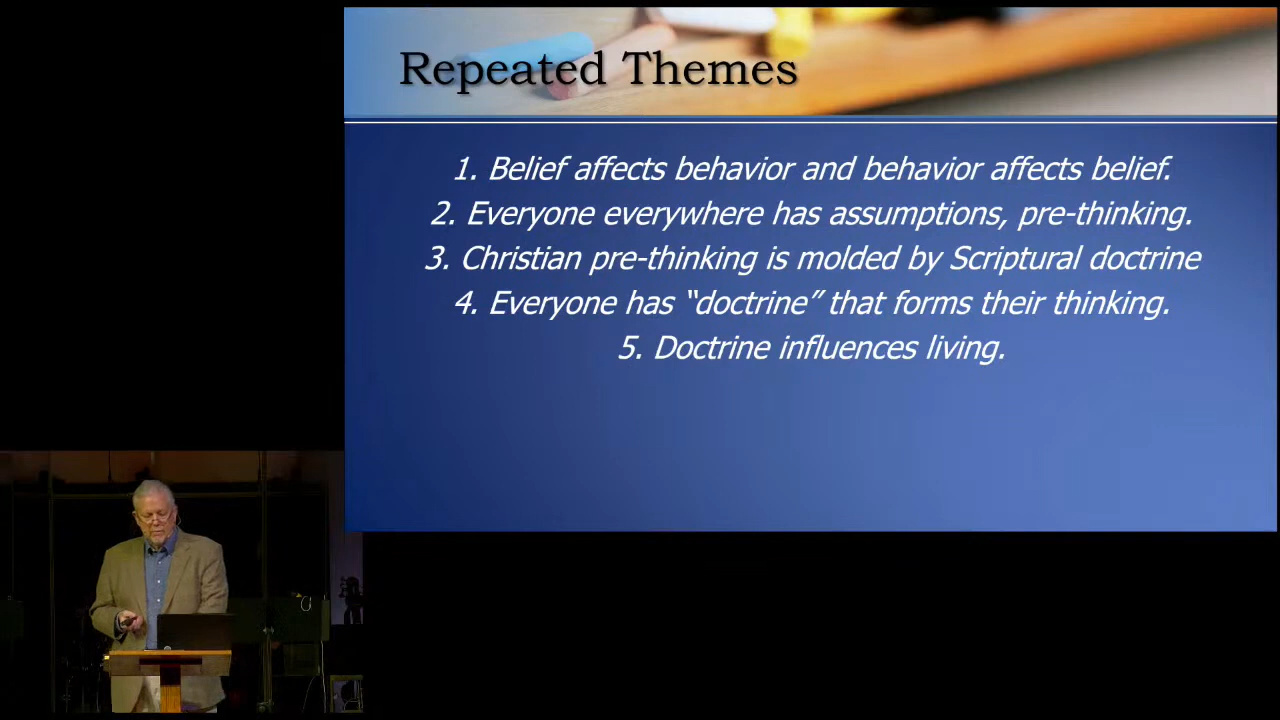 Repeated Themes
1. Belief affects behavior and behavior affects belief.
2. Everyone everywhere has assumptions, pre-thinking.
3. Christian pre-thinking is molded by Scriptural doctrine
4. Everyone has “doctrine” that forms their thinking.
5. Doctrine influences living.